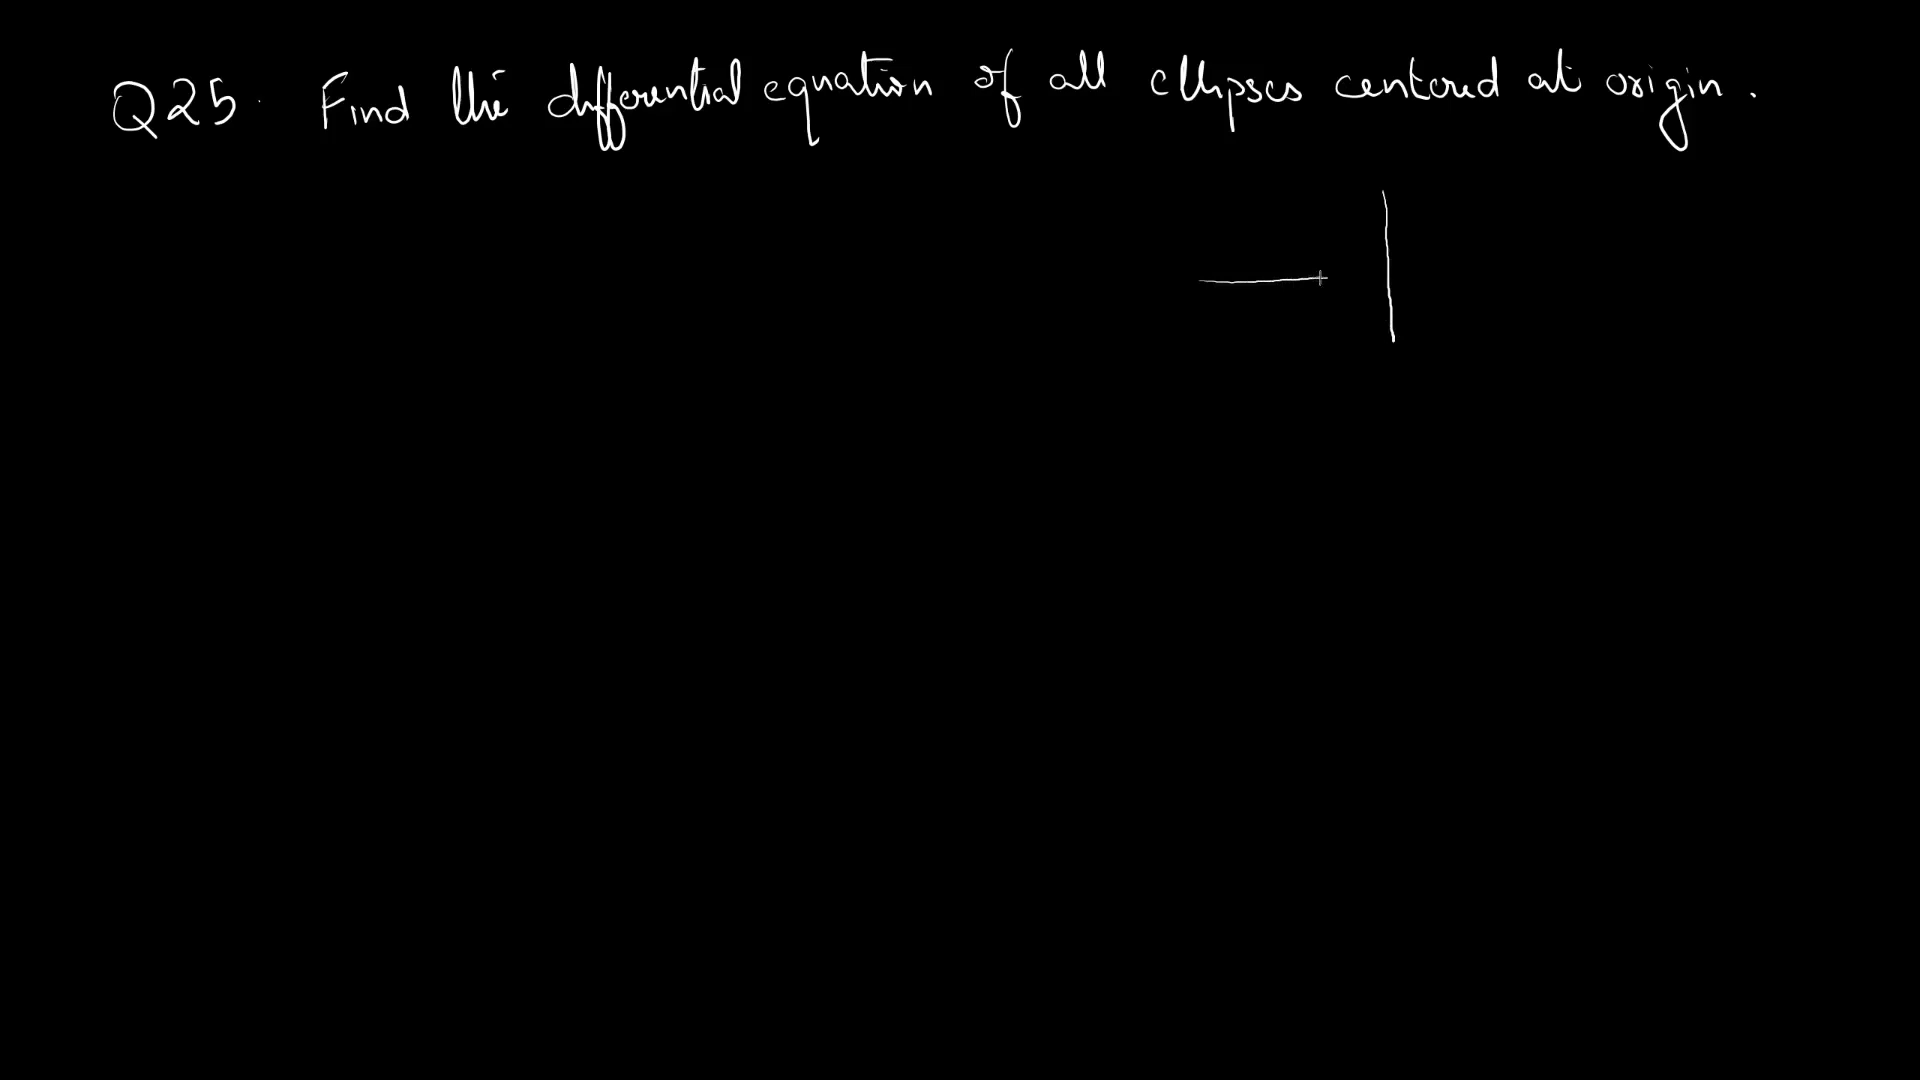 Q25. Find the differential equation of all ellipses centered at origin.